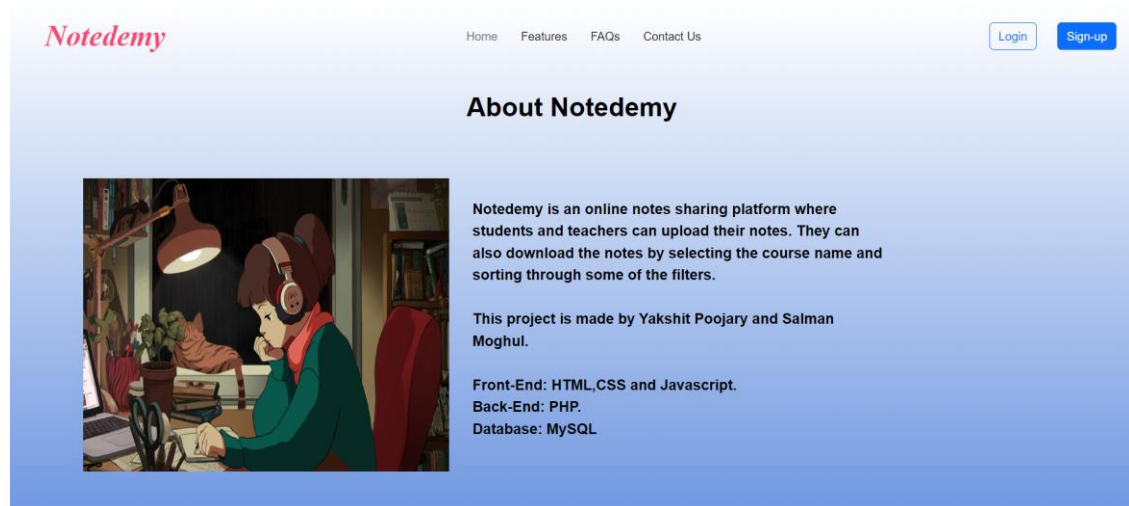 Notedemy
Home Features FAQs Contact Us
Login Sign-up
About Notedemy
Notedemy is an online notes sharing platform where
students and teachers can upload their notes. They can
also download the notes by selecting the course name and
sorting through some of the filters.
This project is made by Yakshit Poojary and Salman
Moghul.
Front-End: HTML,CSS and Javascript.
Back-End: PHP.
Database: MySQL